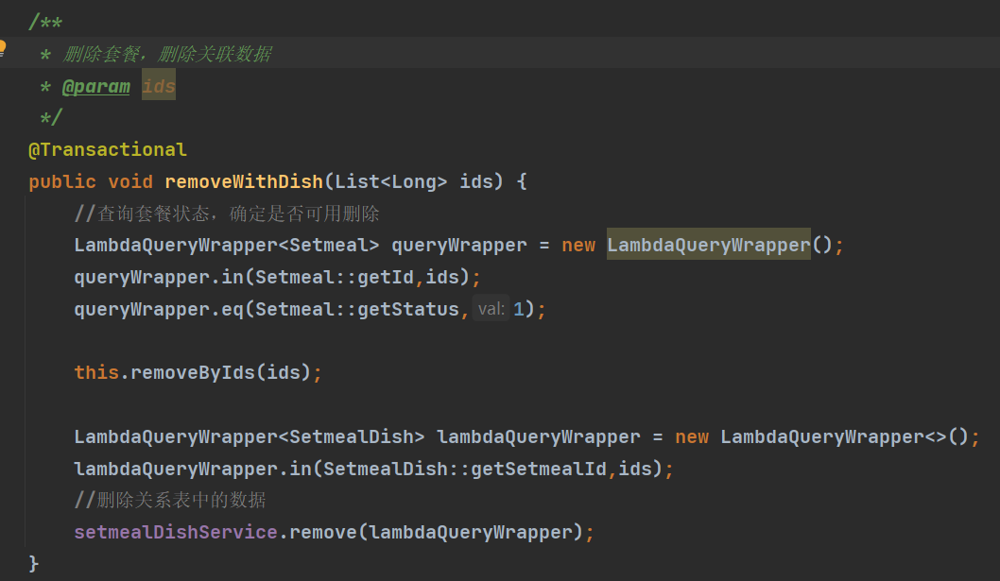 /**
* 删除套餐，删除关联数据
* @param ids
*/
@Transactional
public void removeWithDish(List<Long> ids) {
//查询套餐状态，确定是否可用删除
LambdaQueryWrapper<Setmeal> queryWrapper = new LambdaQueryWrapper();
queryWrapper.in(Setmeal::getId,ids);
queryWrapper.eq(Setmeal::getStatus, val: 1);
this.removeByIds(ids);
LambdaQueryWrapper<SetmealDish> lambdaQueryWrapper = new LambdaQueryWrapper<>();
lambdaQueryWrapper.in(SetmealDish::getSetmealId,ids);
//删除关系表中的数据
setmealDishService.remove(lambdaQueryWrapper);
}